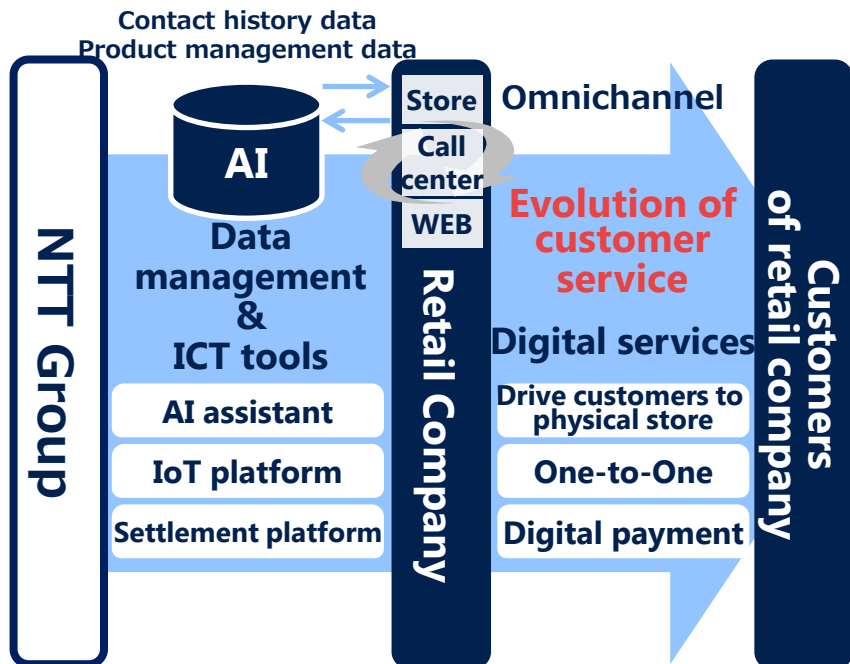 Contact history data
Product management data
NTT Group
AI
Data
management
&
ICT tools
AI assistant
IoT platform
Settlement platform
Store
Call
center
WEB
Retail Company
Omnichannel
Evolution of
customer
service
Digital services
Drive customers to
physical store
One-to-One
Digital payment
Customers
of retail company